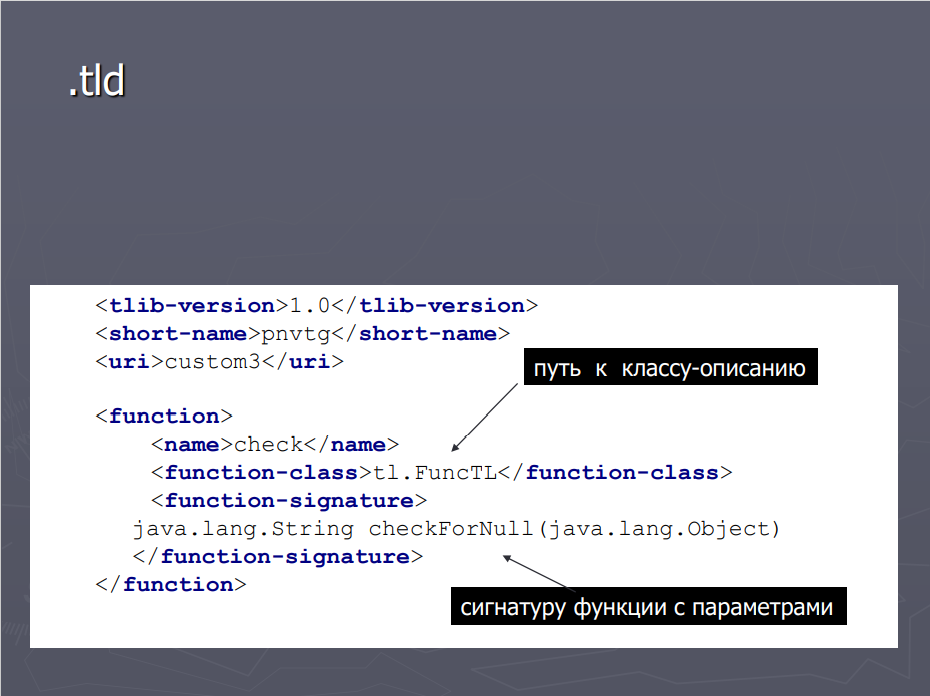 .tld
<tlib-version>1.0</tlib-version>
<short-name>pnvtg</short-name>
<uri>custom3</uri>
путь к классу-описанию
<function>
<name>check</name>
<function-class>tl.FuncTL</function-class>
<function-signature>
java.lang.String checkForNull(java.lang.Object)
</function-signature>
</function>
сигнатуру функции с параметрами